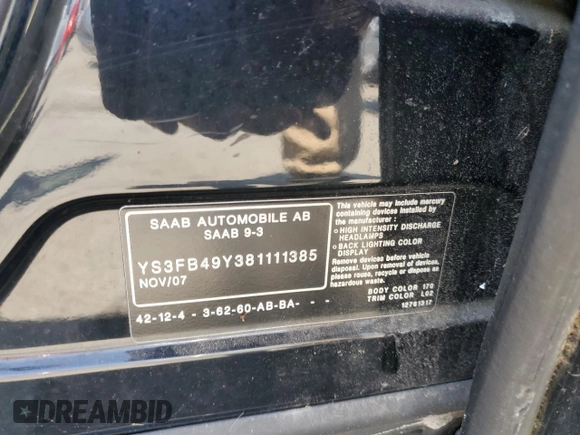 SAAB AUTOMOBILE AB
SAAB 9-3
YS3FB49Y381111385
NOV/07
42-12-4 - 3-62-60-AB-BA- - -
This vehicle may include mercury
containing devices installed by
the manufacturer :
o HIGH INTENSITY DISCHARGE
HEADLAMPS
o BACK LIGHTING COLOR
DISPLAY
Remove devices before vehicle
disposal. Upon removal of devices,
please reuse, recycle or dispose as
hazardous waste.
BODY COLOR 170
TRIM COLOR L02
12761312
DREAMBID